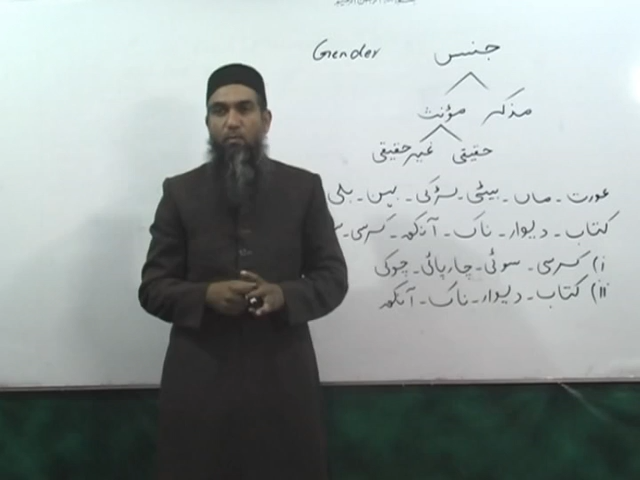 جنس Gender
مذکر مؤنث
حقیقی غیر حقیقی
عورت ۔ ماں ۔ بیٹی ۔ لڑکی ۔ بہن ۔ بلی
کتاب ۔ دیوار ۔ ناک ۔ آنکھ ۔ کرسی ۔
i) کرسی ۔ سوئی ۔ چارپائی ۔ چوکی
ii) کتاب ۔ دیوار ۔ ناک ۔ آنکھ